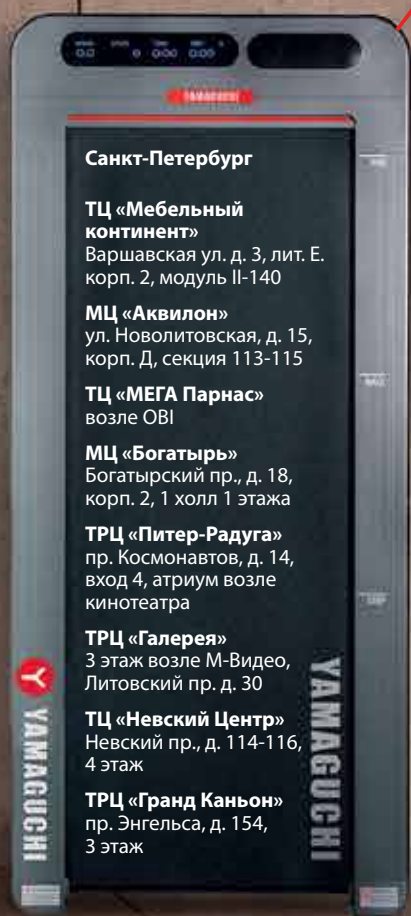 YAMAGUCHI
Санкт-Петербург
ТЦ «Мебельный
континент»
Варшавская ул. д. 3, лит. Е.
корп. 2, модуль II-140
МЦ «Аквилон»
ул. Новолитовская, д. 15,
корп. Д, секция 113-115
ТЦ «МЕГА Парнас»
возле OBI
МЦ «Богатырь»
Богатырский пр., д. 18,
корп. 2, 1 холл 1 этажа
ТРЦ «Питер-Радуга»
пр. Космонавтов, д. 14,
вход 4, атриум возле
кинотеатра
ТРЦ «Галерея»
3 этаж возле М-Видео,
Литовский пр. д. 30
ТЦ «Невский Центр»
Невский пр., д. 114-116,
4 этаж
ТРЦ «Гранд Каньон»
пр. Энгельса, д. 154,
3 этаж
YAMAGUCHI
YAMAGUCHI